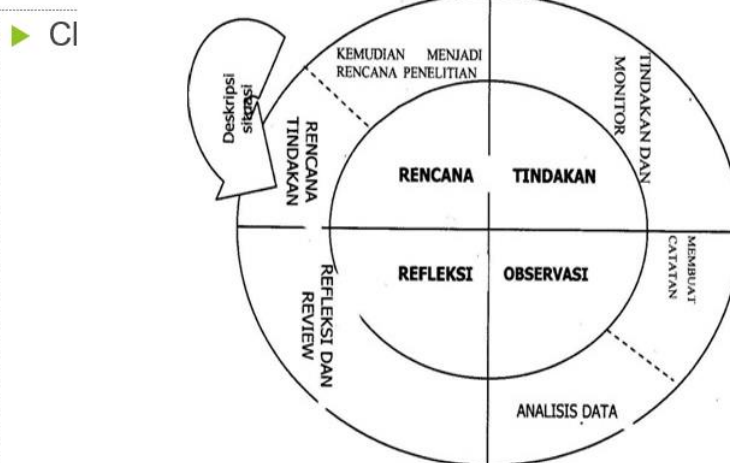 Cl
KEMUDIAN MENJADI
RENCANA PENELITIAN
TINDAKAN DAN
MONITOR
Deskripsi
situasi
RENCANA
TINDAKAN
RENCANA
TINDAKAN
REFLEKSI
OBSERVASI
MEMBUAT
CATATAN
REFLEKSI DAN
REVIEW
ANALISIS DATA